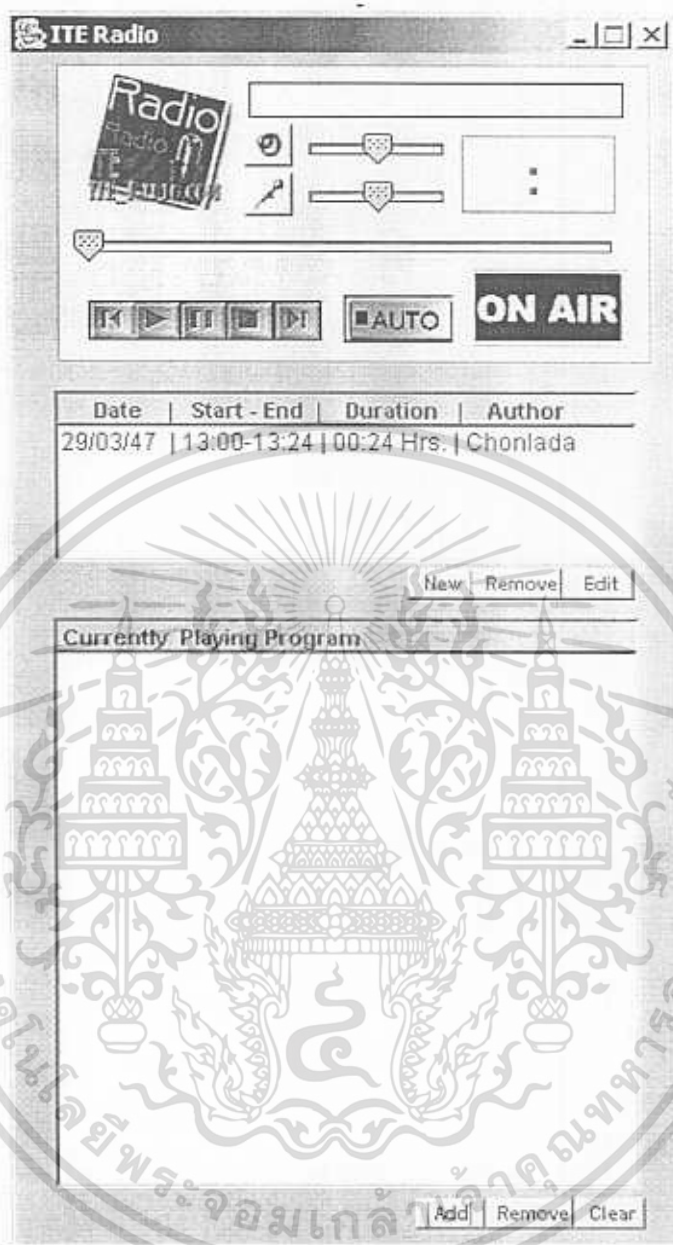 ITE Radio
Radio
Radio
ITE
:
AUTO
ON AIR
Date | Start - End | Duration | Author
29/03/47 | 13:00-13:24 | 00:24 Hrs. | Chonlada
New Remove Edit
Currently Playing Program
Add Remove Clear